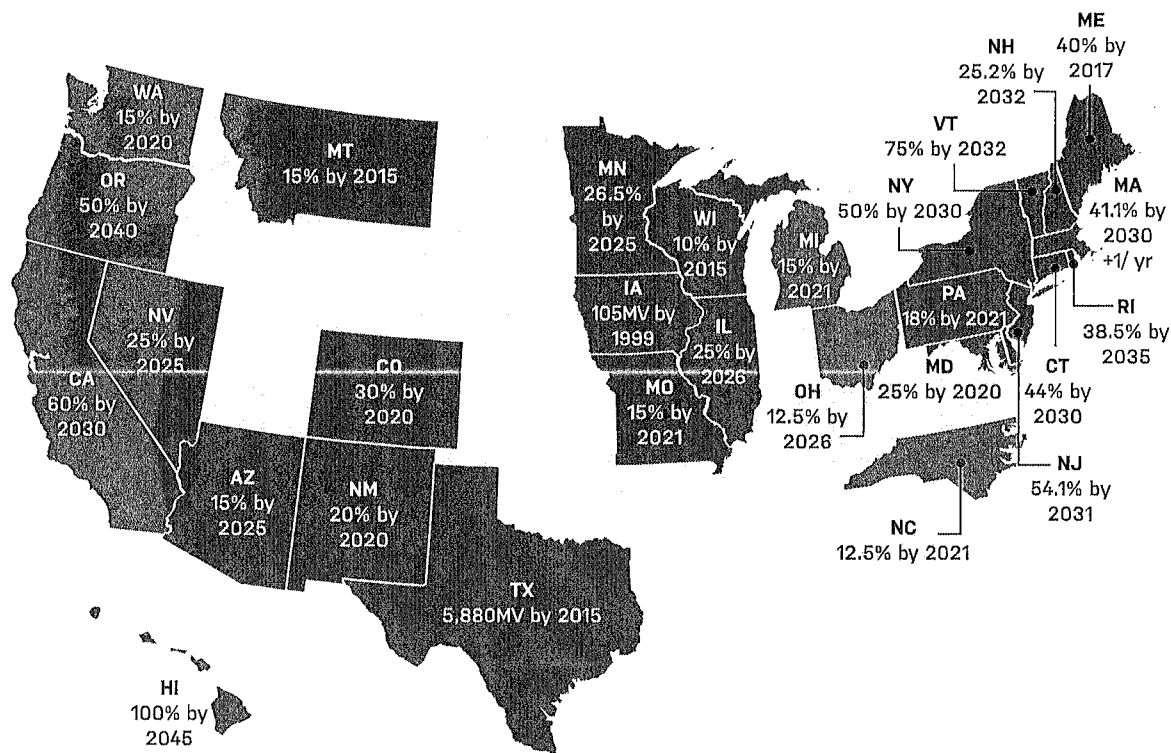 WA
15% by
2020
MT
15% by 2015
OR
50% by
2040
NV
25% by
2025
CA
60% by
2030
CO
30% by
2020
AZ
15% by
2025
NM
20% by
2020
TX
5,880MV by 2015
HI
100% by
2045
MN
26.5%
by
2025
WI
10% by
2015
IA
105MV by
1999
IL
25% by
2026
MO
15% by
2021
MI
15% by
2021
OH
12.5% by
2026
PA
18% by 2021
MD
25% by 2020
NY
50% by 2030
VT
75% by 2032
NH
25.2% by
2032
ME
40% by
2017
MA
41.1% by
2030
+1/ yr
RI
38.5% by
2035
CT
44% by
2030
NJ
54.1% by
2031
NC
12.5% by 2021